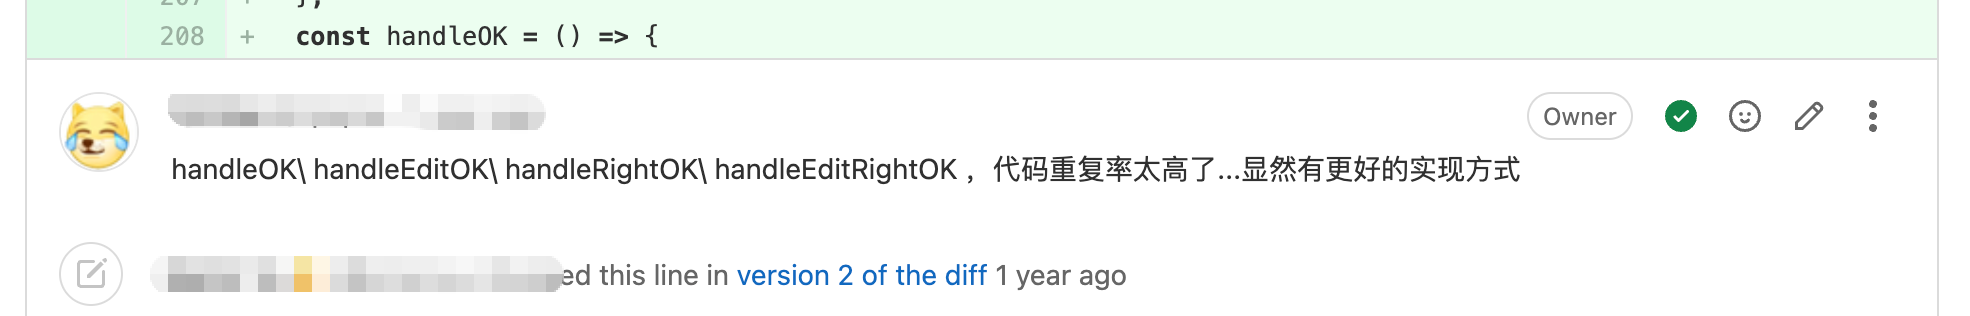 208 + const handleOK = () => {
Owner
handleOK\ handleEditOK\ handleRightOK\ handleEditRightOK ，代码重复率太高了...显然有更好的实现方式
ed this line in version 2 of the diff 1 year ago